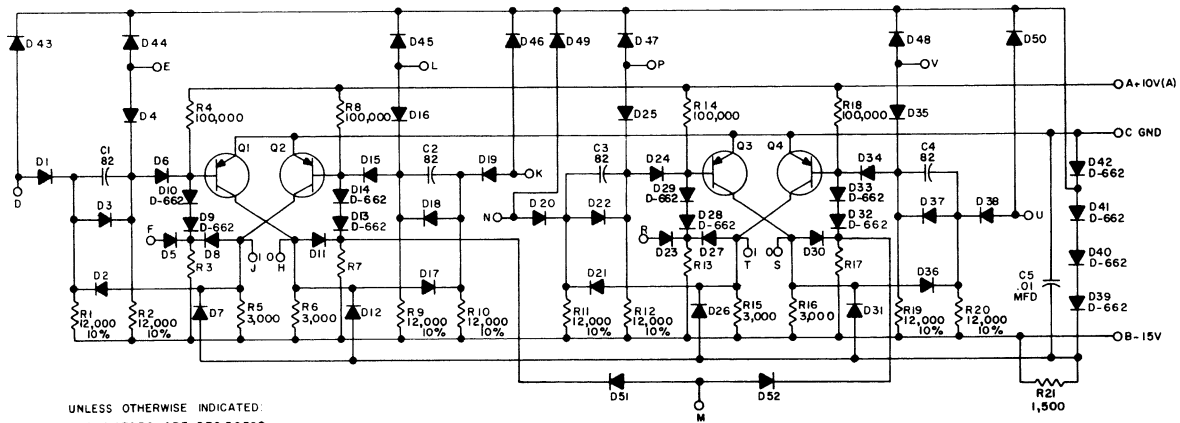 D43
D44
E
D45
L
D46
D49
D47
P
D48
V
D50
A+10V(A)
D4
R4
100,000
R8
100,000
D16
D25
R14
100,000
R18
100,000
D35
C GND
D1
C1
82
D6
Q1
Q2
D15
C2
82
D19
K
C3
82
D24
Q3
Q4
D34
C4
82
D42
D-662
D
D3
D10
D-662
D14
D-662
D18
N
D20
D22
D29
D-662
D33
D-662
D37
D38
U
D41
D-662
F
D9
D-662
D13
D-662
R
D28
D-662
D32
D-662
D5
D8
1
J
0
H
D11
D23
D27
1
T
0
S
D30
D40
D-662
R3
R7
R13
R17
D2
D17
D21
D36
C5
.01
MFD
D39
D-662
R1
12,000
10%
R2
12,000
10%
D7
R5
3,000
R6
3,000
D12
R9
12,000
10%
R10
12,000
10%
R11
12,000
10%
R12
12,000
10%
D26
R15
3,000
R16
3,000
D31
R19
12,000
10%
R20
12,000
10%
B-15V
D51
D52
M
R21
1,500
UNLESS OTHERWISE INDICATED: